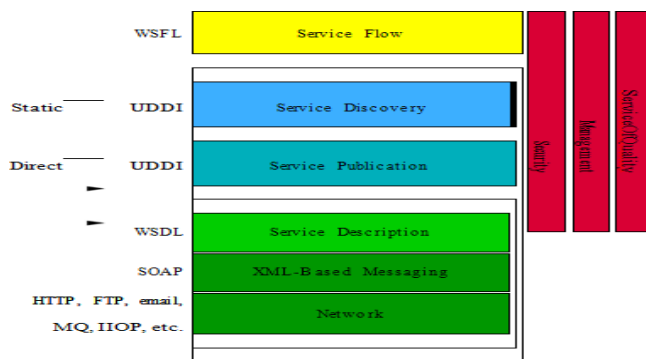 WSFL Service Flow
Static UDDI Service Discovery
Direct UDDI Service Publication
WSDL Service Description
SOAP XML-Based Messaging
HTTP, FTP, email,
MQ, IIOP, etc.
Network
Security
Management
ServiceOfQuality